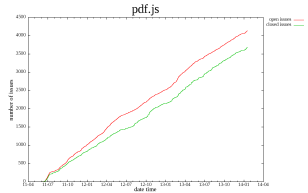 pdf.js
open issues
closed issues
4500
4000
3500
3000
2500
2000
1500
1000
500
0
number of issues
11-04 11-07 11-10 12-01 12-04 12-07 12-10 13-01 13-04 13-07 13-10 14-01 14-04
date time